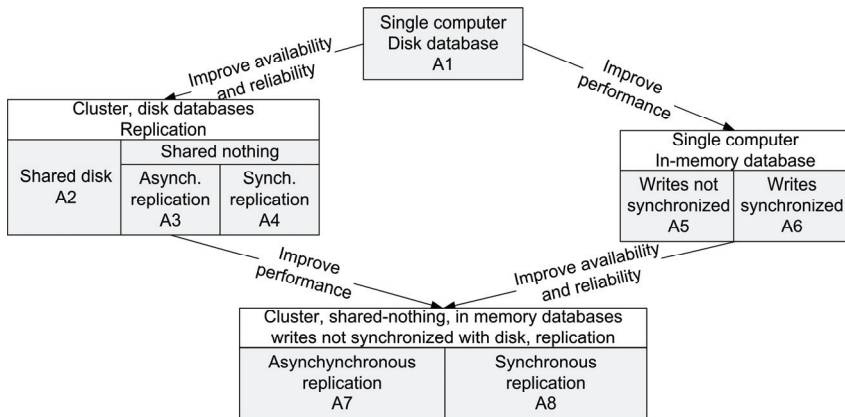 Single computer
Disk database
A1
Improve availability
and reliability
Improve
performance
Cluster, disk databases
Replication
Shared disk
A2
Shared nothing
Asynch.
replication
A3
Synch.
replication
A4
Single computer
In-memory database
Writes not
synchronized
A5
Writes
synchronized
A6
Improve
performance
Improve availability
and reliability
Cluster, shared-nothing, in memory databases
writes not synchronized with disk, replication
Asynchynchronous
replication
A7
Synchronous
replication
A8